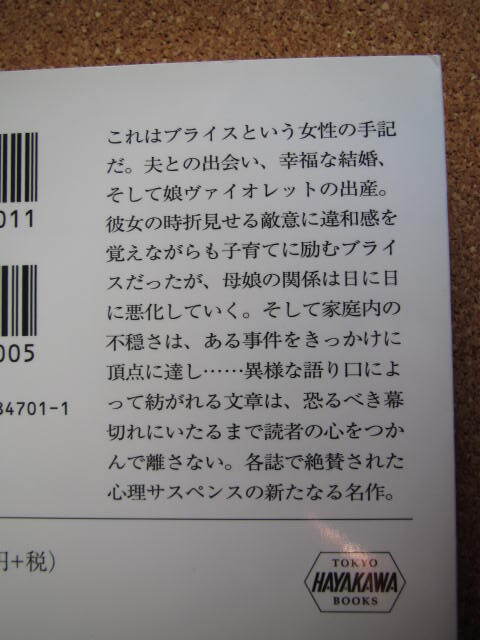 これはブライスという女性の手記
だ。夫との出会い、幸福な結婚、
そして娘ヴァイオレットの出産。
彼女の時折見せる敵意に違和感を
覚えながらも子育てに励むブライ
スだったが、母娘の関係は日に日
に悪化していく。そして家庭内の
不穏さは、ある事件をきっかけに
頂点に達し……異様な語り口によ
って紡がれる文章は、恐るべき幕
切れにいたるまで読者の心をつか
んで離さない。各誌で絶賛された
心理サスペンスの新たなる名作。
011
005
84701-1
円+税)
TOKYO
HAYAKAWA
BOOKS